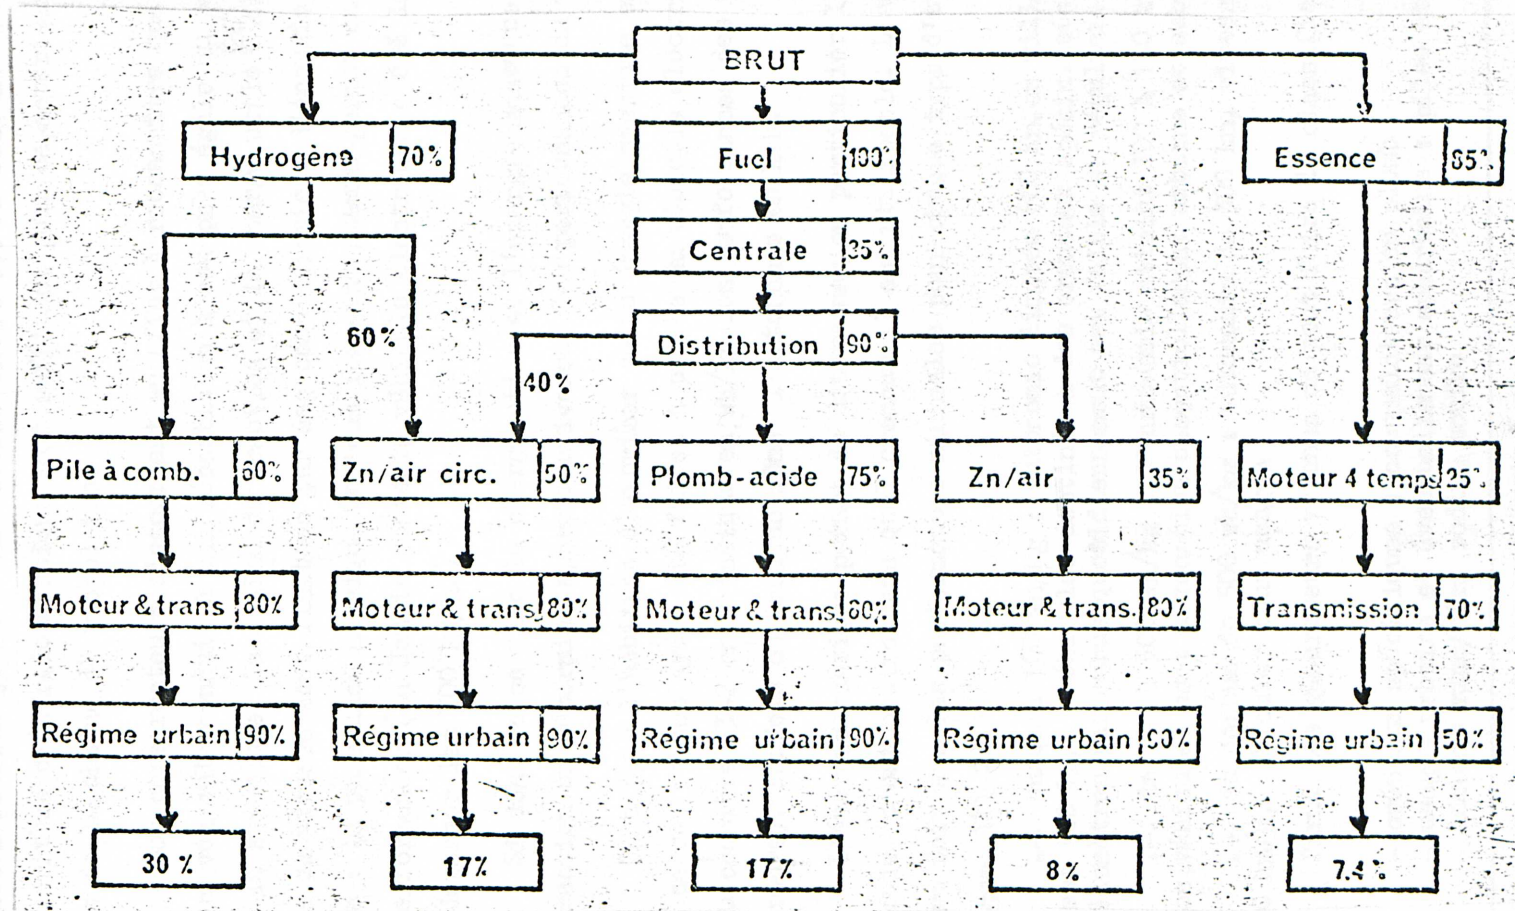 BRUT
Hydrogène 70%
Fuel 100%
Essence 85%
Centrale 35%
60%
Distribution 90%
40%
Pile à comb. 60%
Zn/air circ. 50%
Plomb-acide 75%
Zn/air 35%
Moteur 4 temps 25%
Moteur & trans 80%
Moteur & trans. 80%
Moteur & trans. 80%
Moteur & trans. 80%
Transmission 70%
Régime urbain 90%
Régime urbain 90%
Régime urbain 90%
Régime urbain 90%
Régime urbain 50%
30%
17%
17%
8%
7.4%